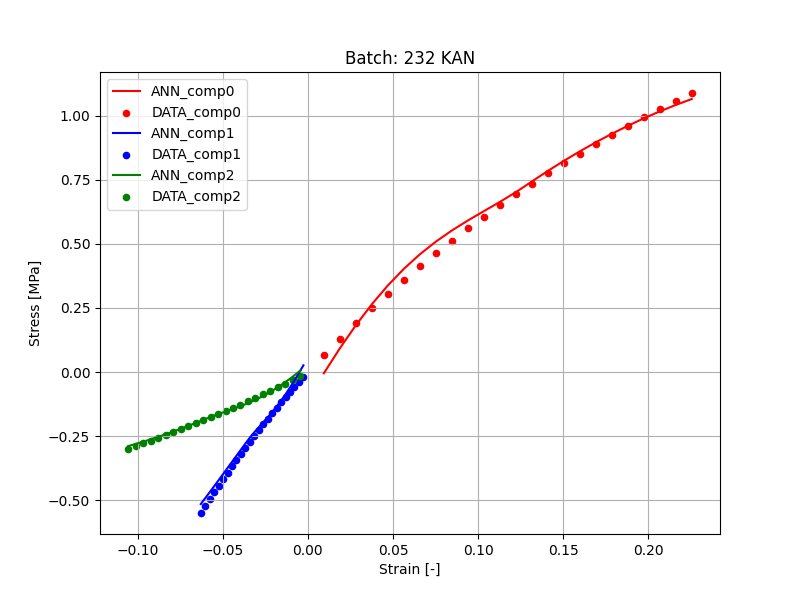 Batch: 232 KAN
ANN_comp0
DATA_comp0
ANN_comp1
DATA_comp1
ANN_comp2
DATA_comp2
1.00
0.75
0.50
0.25
0.00
−0.25
−0.50
Stress [MPa]
−0.10 −0.05 0.00 0.05 0.10 0.15 0.20
Strain [-]